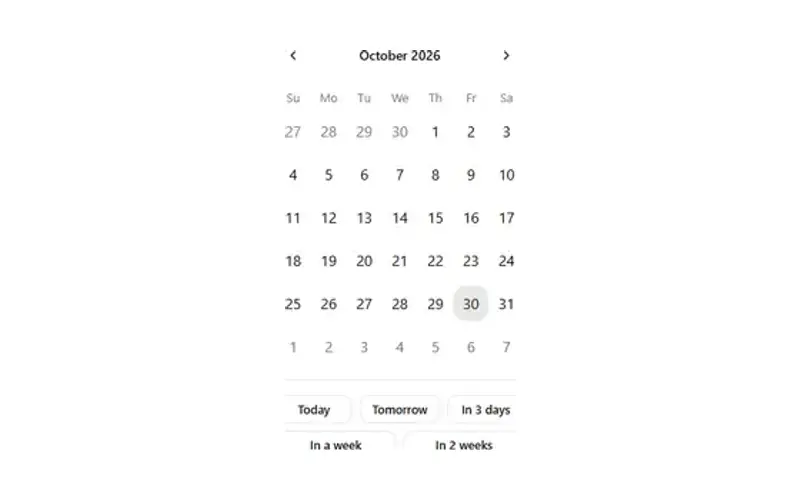 October 2026
Su Mo Tu We Th Fr Sa
27 28 29 30 1 2 3
4 5 6 7 8 9 10
11 12 13 14 15 16 17
18 19 20 21 22 23 24
25 26 27 28 29 30 31
1 2 3 4 5 6 7
Today Tomorrow In 3 days
In a week In 2 weeks